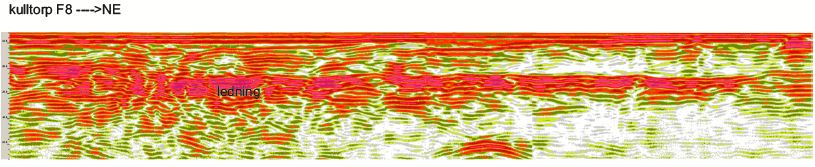 kulltorp F8 ---->NE
ledning